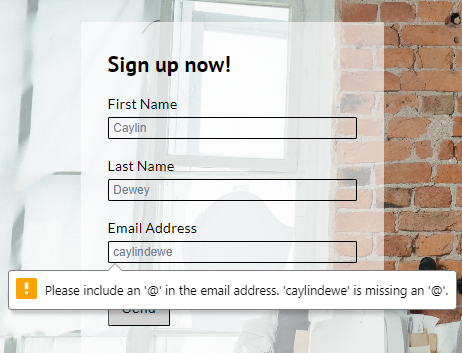 Sign up now!
First Name
Caylin
Last Name
Dewey
Email Address
caylindewe
Please include an '@' in the email address. 'caylindewe' is missing an '@'.
Send